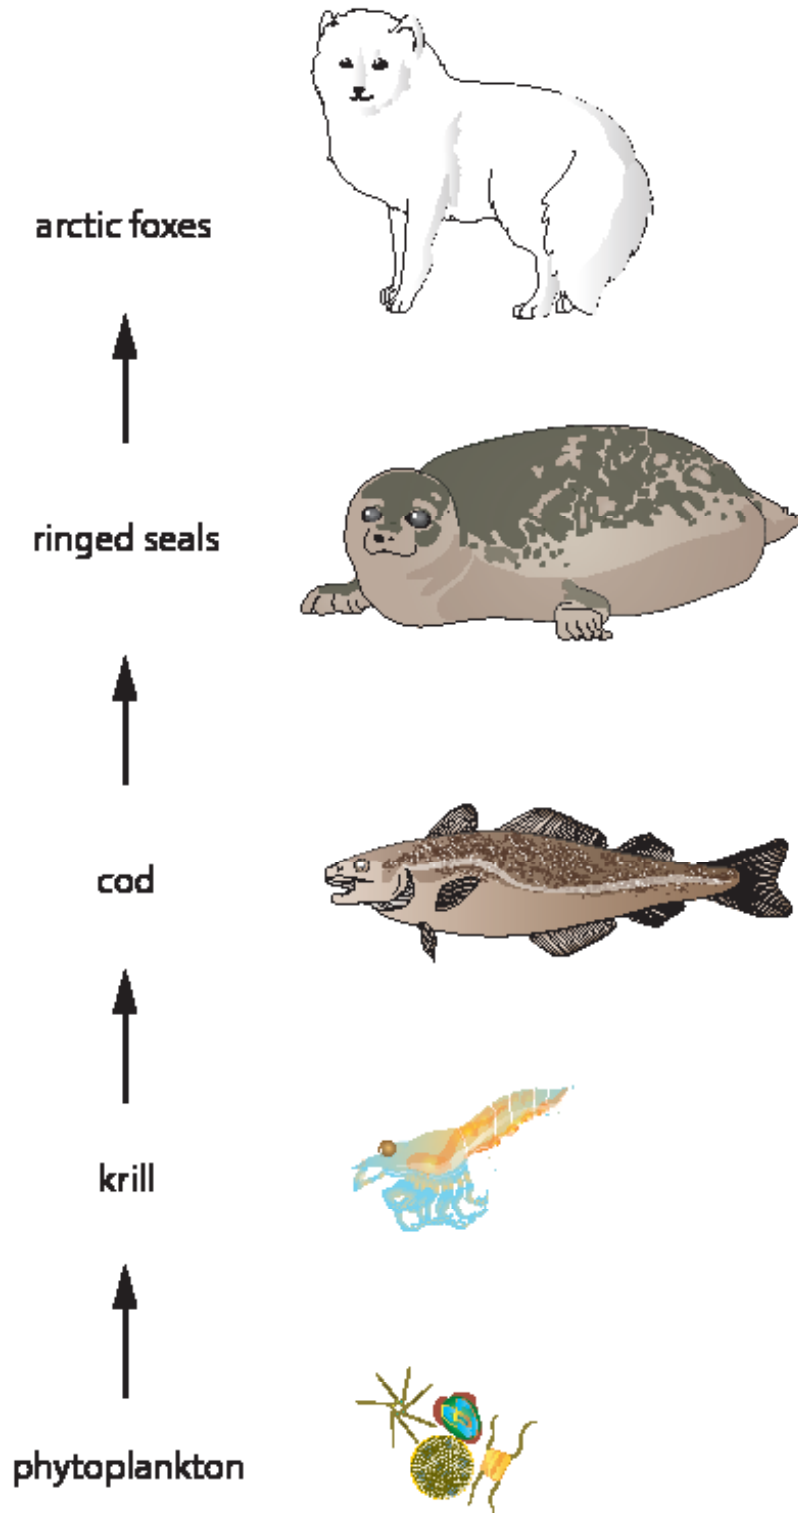 arctic foxes
ringed seals
cod
krill
phytoplankton